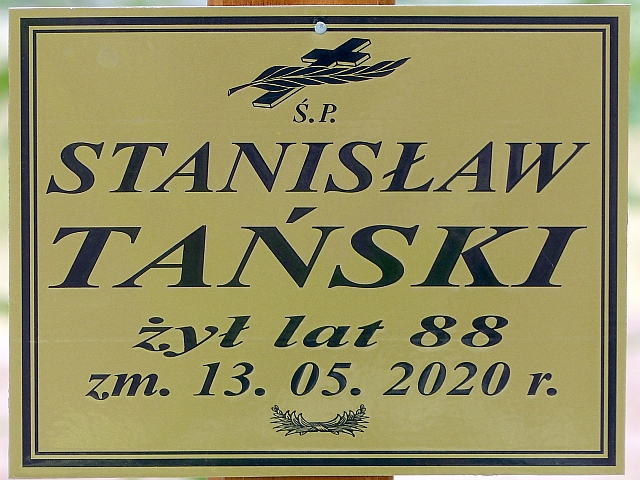 Ś.P.
STANISŁAW
TAŃSKI
żył lat 88
zm. 13. 05. 2020 r.